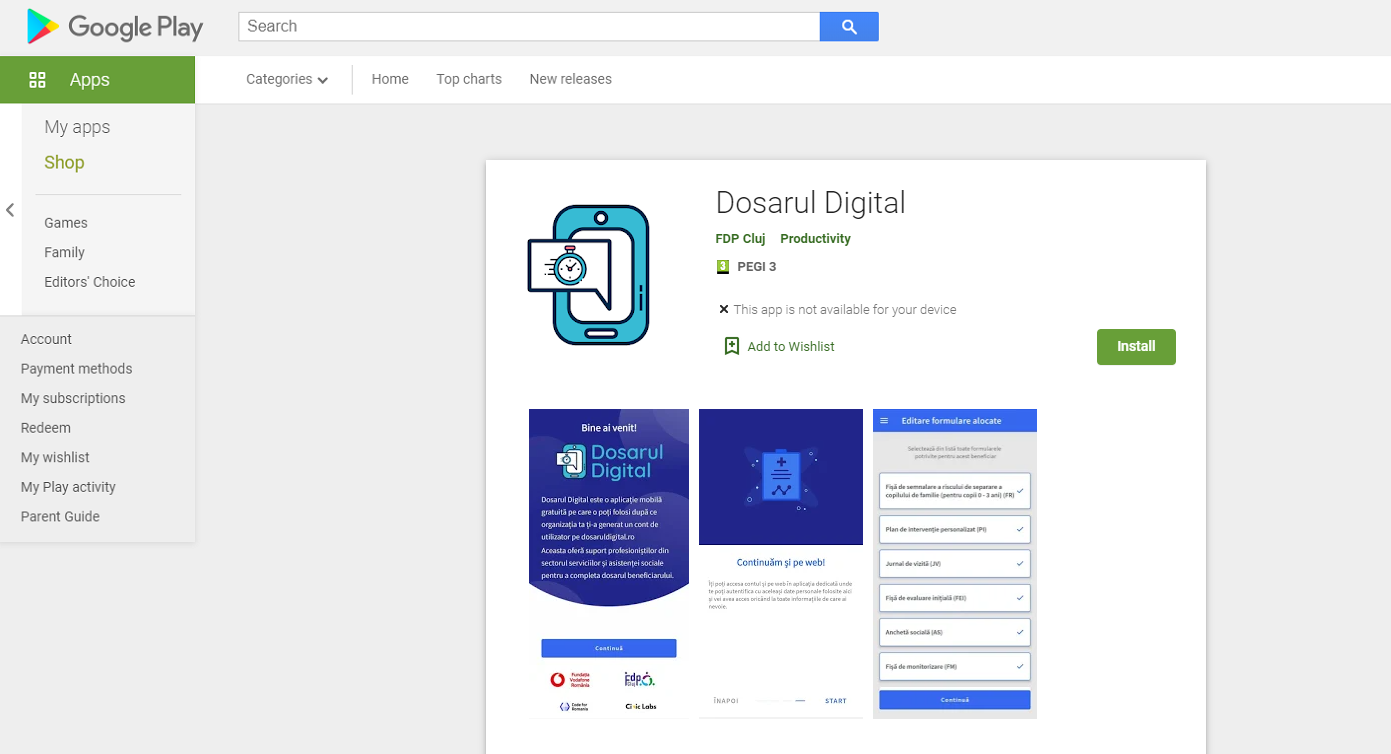 Google Play
Search
Apps
Categories
Home
Top charts
New releases
My apps
Shop
Games
Family
Editors' Choice
Account
Payment methods
My subscriptions
Redeem
My wishlist
My Play activity
Parent Guide
Dosarul Digital
FDP Cluj Productivity
3 PEGI 3
This app is not available for your device
Add to Wishlist
Install
Bine ai venit!
Dosarul
Digital
Dosarul Digital este o aplicație mobilă
gratuită pe care o poți folosi după ce
organizația ta ți-a generat un cont de
utilizator pe dosaruldigital.ro
Aceasta oferă suport profesioniștilor din
sectorul serviciilor și asistenței sociale
pentru a completa dosarul beneficiarului.
Continuă
Fundația
Vodafone
România
fdp
Code for
Romania
Civic Labs
Continuăm și pe web!
Îți poți accesa contul și pe web în aplicația dedicată unde
te poți autentifica cu aceleași date personale folosite aici
și vei avea acces oricând la toate informațiile de care ai
nevoie.
ÎNAPOI
START
Editare formulare alocate
Selectează din listă toate formularele
potrivite pentru acest beneficiar
Fișă de semnalare a riscului de separare a
copilului de familie (pentru copii 0 - 3 ani) (FR)
Plan de intervenție personalizat (PI)
Jurnal de vizită (JV)
Fișă de evaluare inițială (FEI)
Anchetă socială (AS)
Fișă de monitorizare (FM)
Continuă